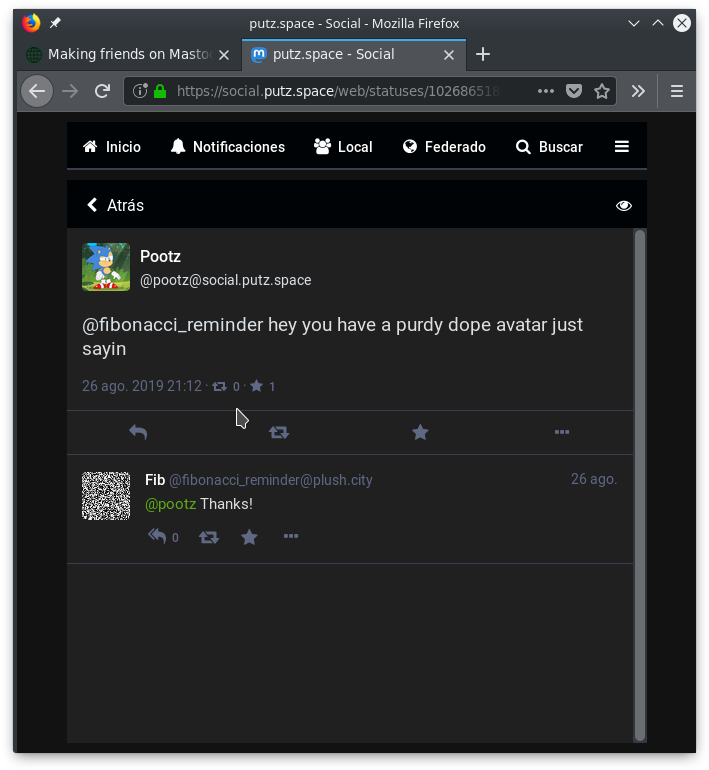 putz.space - Social - Mozilla Firefox
Making friends on Masto
putz.space - Social
https://social.putz.space/web/statuses/102686518
Inicio Notificaciones Local Federado Buscar
Atrás
Pootz
@pootz@social.putz.space
@fibonacci_reminder hey you have a purdy dope avatar just
sayin
26 ago. 2019 21:12 · 0 · 1
Fib @fibonacci_reminder@plush.city 26 ago.
@pootz Thanks!
0